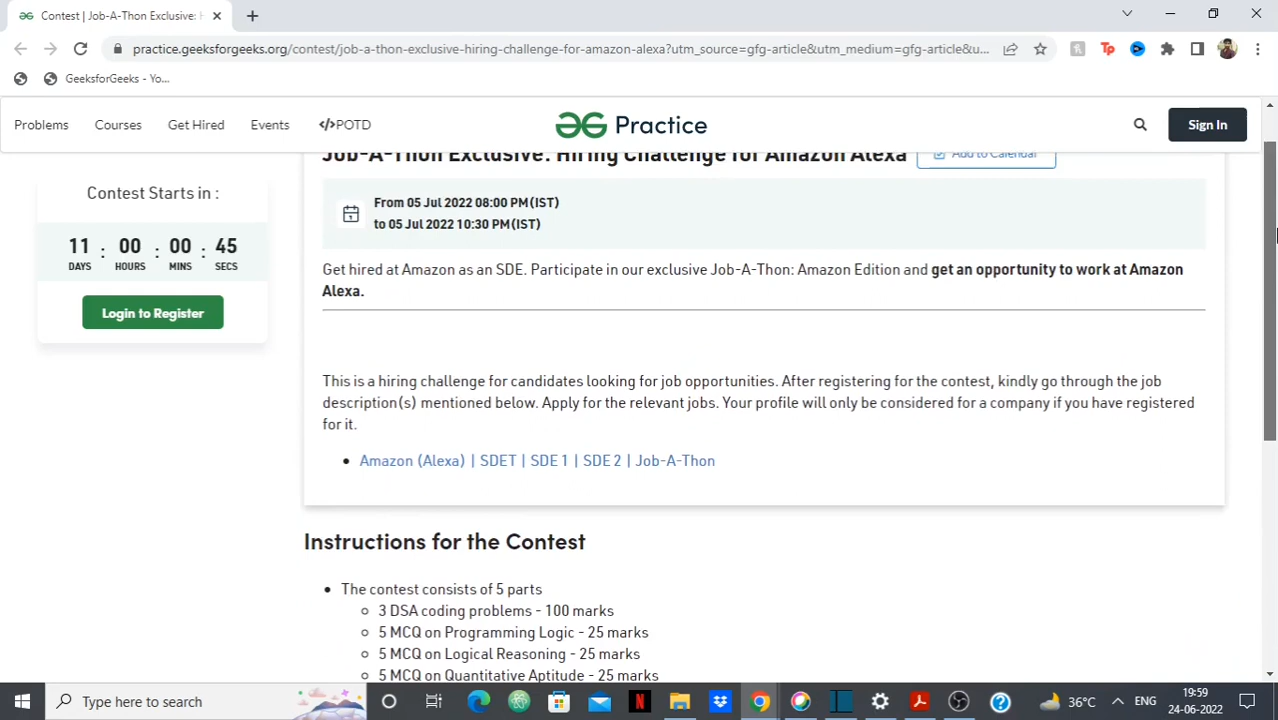 Contest | Job-A-Thon Exclusive: H
practice.geeksforgeeks.org/contest/job-a-thon-exclusive-hiring-challenge-for-amazon-alexa?utm_source=gfg-article&utm_medium=gfg-article&u...
Tp
GeeksforGeeks - Yo...
Problems
Courses
Get Hired
Events
</>POTD
Practice
Sign In
Job-A-Thon Exclusive: Hiring Challenge for Amazon Alexa
Add to Calendar
Contest Starts in :
11 : 00 : 00 : 45
DAYS HOURS MINS SECS
Login to Register
From 05 Jul 2022 08:00 PM(IST)
to 05 Jul 2022 10:30 PM(IST)
Get hired at Amazon as an SDE. Participate in our exclusive Job-A-Thon: Amazon Edition and get an opportunity to work at Amazon
Alexa.
This is a hiring challenge for candidates looking for job opportunities. After registering for the contest, kindly go through the job
description(s) mentioned below. Apply for the relevant jobs. Your profile will only be considered for a company if you have registered
for it.
Amazon (Alexa) | SDET | SDE 1 | SDE 2 | Job-A-Thon
Instructions for the Contest
The contest consists of 5 parts
3 DSA coding problems - 100 marks
5 MCQ on Programming Logic - 25 marks
5 MCQ on Logical Reasoning - 25 marks
5 MCQ on Quantitative Aptitude - 25 marks
Type here to search
36°C
ENG
19:59
24-06-2022